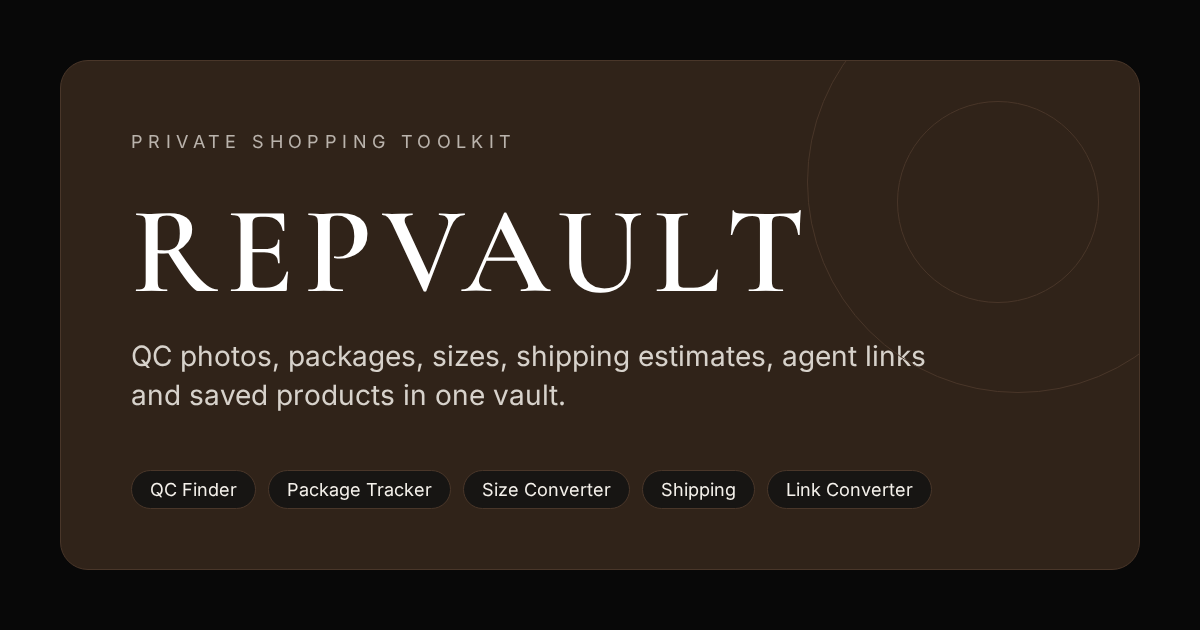 PRIVATE SHOPPING TOOLKIT
REPVAULT
QC photos, packages, sizes, shipping estimates, agent links
and saved products in one vault.
QC Finder Package Tracker Size Converter Shipping Link Converter